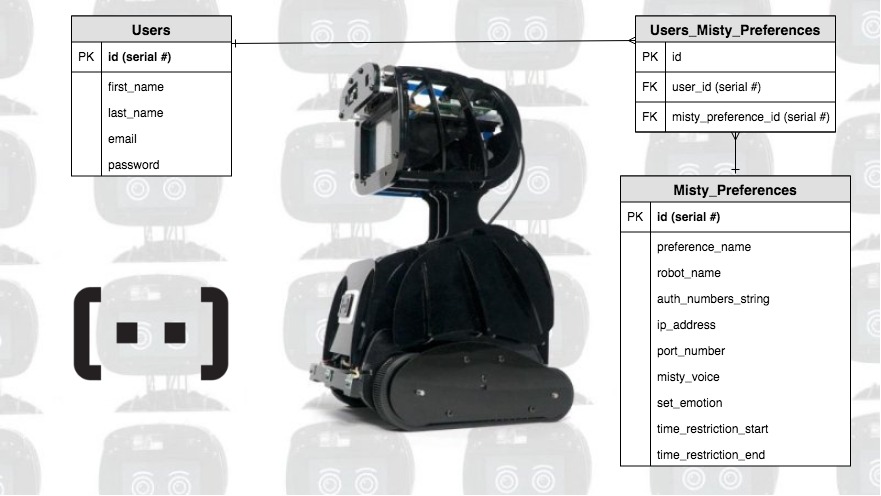 Users
PK id (serial #)
first_name
last_name
email
password
Users_Misty_Preferences
PK id
FK user_id (serial #)
FK misty_preference_id (serial #)
Misty_Preferences
PK id (serial #)
preference_name
robot_name
auth_numbers_string
ip_address
port_number
misty_voice
set_emotion
time_restriction_start
time_restriction_end